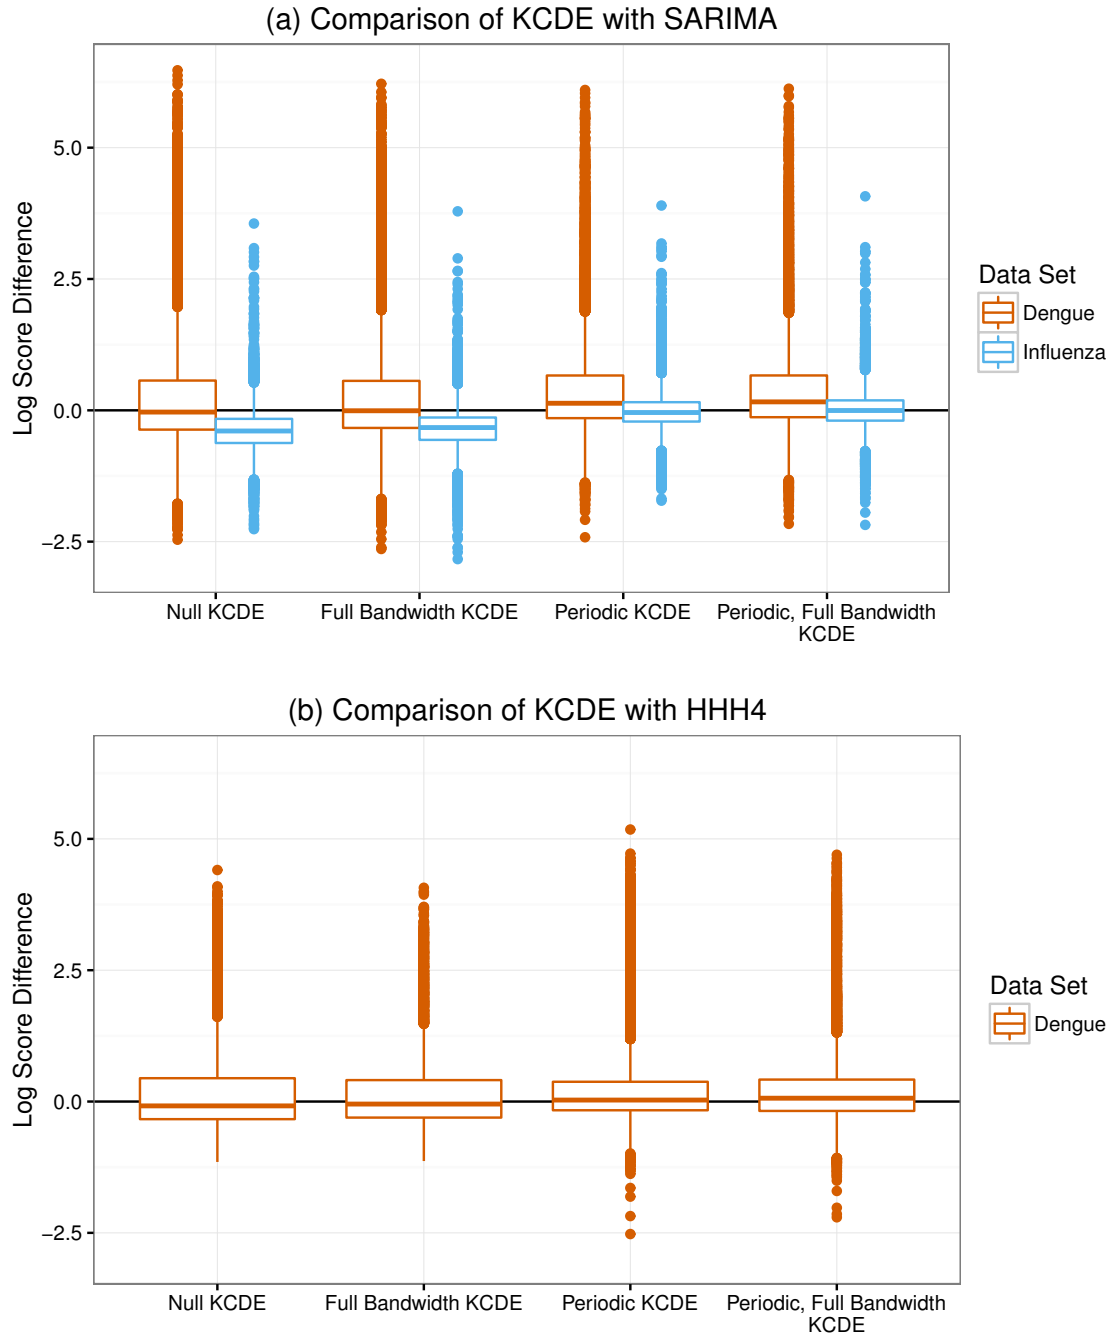 (a) Comparison of KCDE with SARIMA
Log Score Difference
5.0
2.5
0.0
−2.5
Null KCDE
Full Bandwidth KCDE
Periodic KCDE
Periodic, Full Bandwidth
KCDE
Data Set
Dengue
Influenza
(b) Comparison of KCDE with HHH4
Log Score Difference
5.0
2.5
0.0
−2.5
Null KCDE
Full Bandwidth KCDE
Periodic KCDE
Periodic, Full Bandwidth
KCDE
Data Set
Dengue